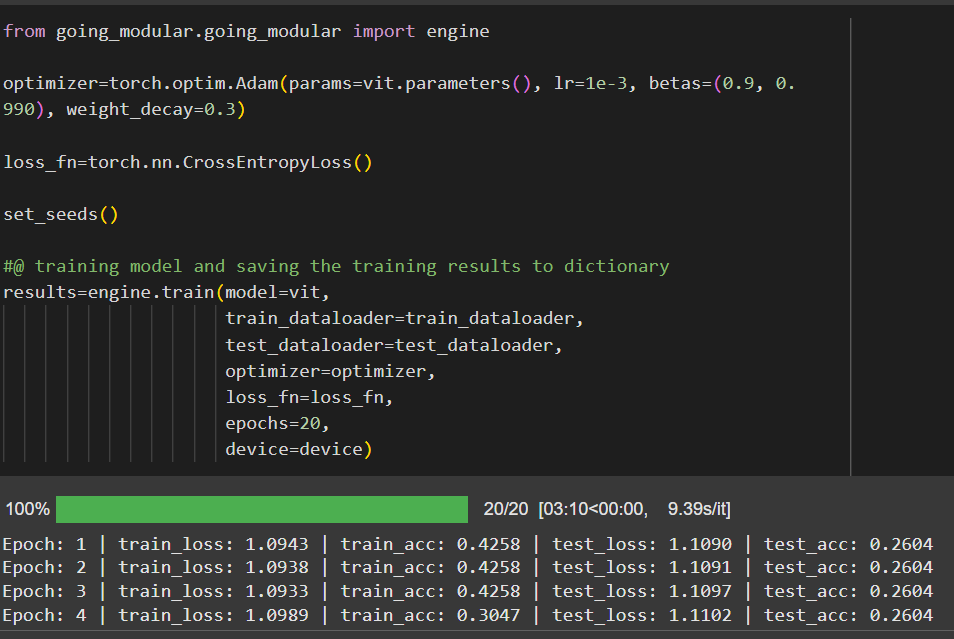 from going_modular.going_modular import engine
optimizer=torch.optim.Adam(params=vit.parameters(), lr=1e-3, betas=(0.9, 0.
990), weight_decay=0.3)
loss_fn=torch.nn.CrossEntropyLoss()
set_seeds()
#@ training model and saving the training results to dictionary
results=engine.train(model=vit,
train_dataloader=train_dataloader,
test_dataloader=test_dataloader,
optimizer=optimizer,
loss_fn=loss_fn,
epochs=20,
device=device)
100% 20/20 [03:10<00:00, 9.39s/it]
Epoch: 1 | train_loss: 1.0943 | train_acc: 0.4258 | test_loss: 1.1090 | test_acc: 0.2604
Epoch: 2 | train_loss: 1.0938 | train_acc: 0.4258 | test_loss: 1.1091 | test_acc: 0.2604
Epoch: 3 | train_loss: 1.0933 | train_acc: 0.4258 | test_loss: 1.1097 | test_acc: 0.2604
Epoch: 4 | train_loss: 1.0989 | train_acc: 0.3047 | test_loss: 1.1102 | test_acc: 0.2604